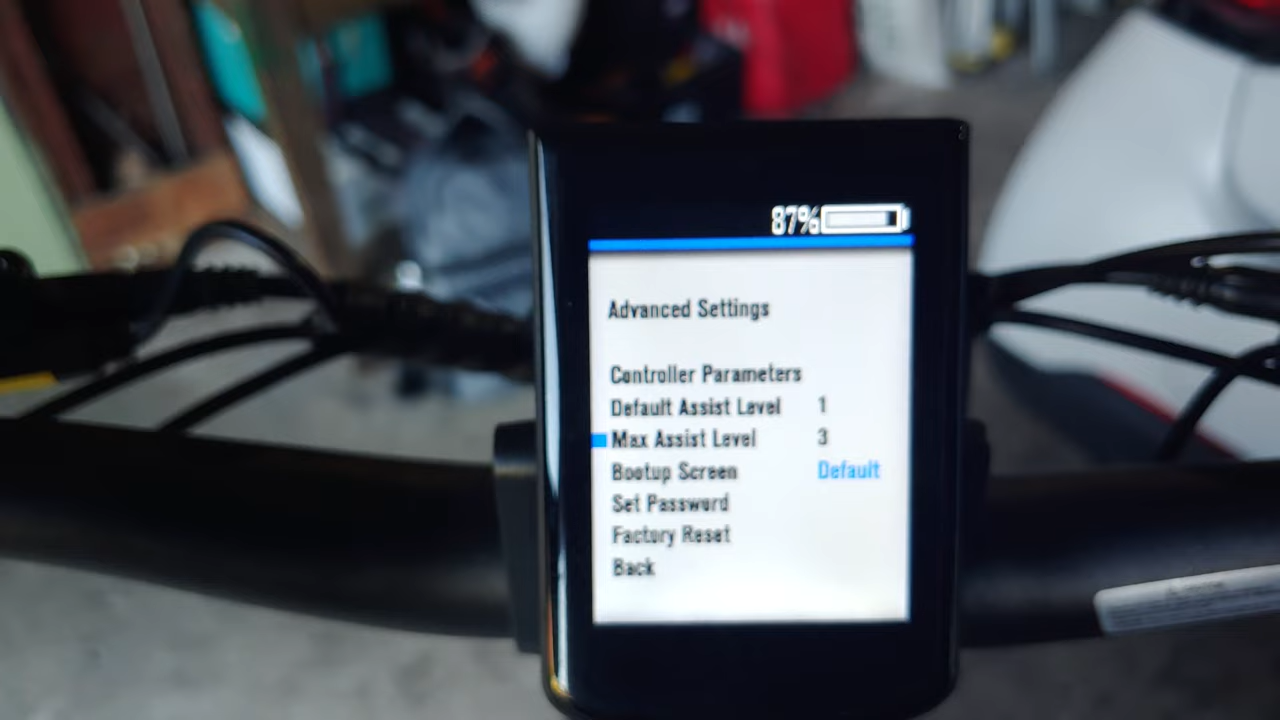 87%
Advanced Settings
Controller Parameters
Default Assist Level 1
Max Assist Level 3
Bootup Screen Default
Set Password
Factory Reset
Back